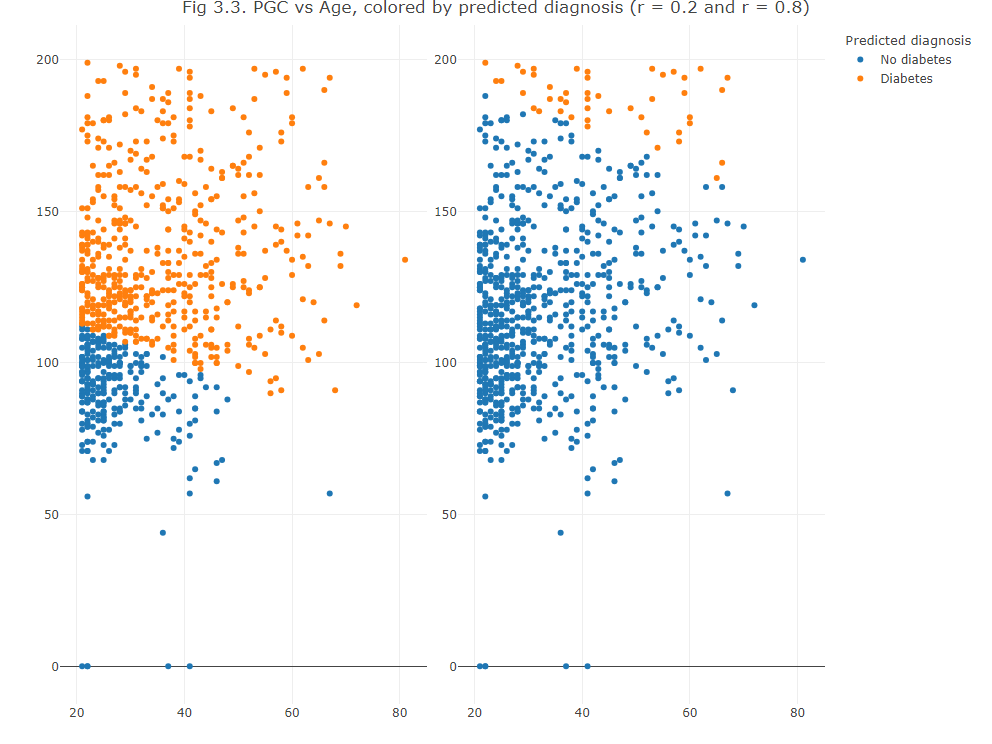 Fig 3.3. PGC vs Age, colored by predicted diagnosis (r = 0.2 and r = 0.8)
Predicted diagnosis
No diabetes
Diabetes
200
150
100
50
0
20 40 60 80
200
150
100
50
0
20 40 60 80